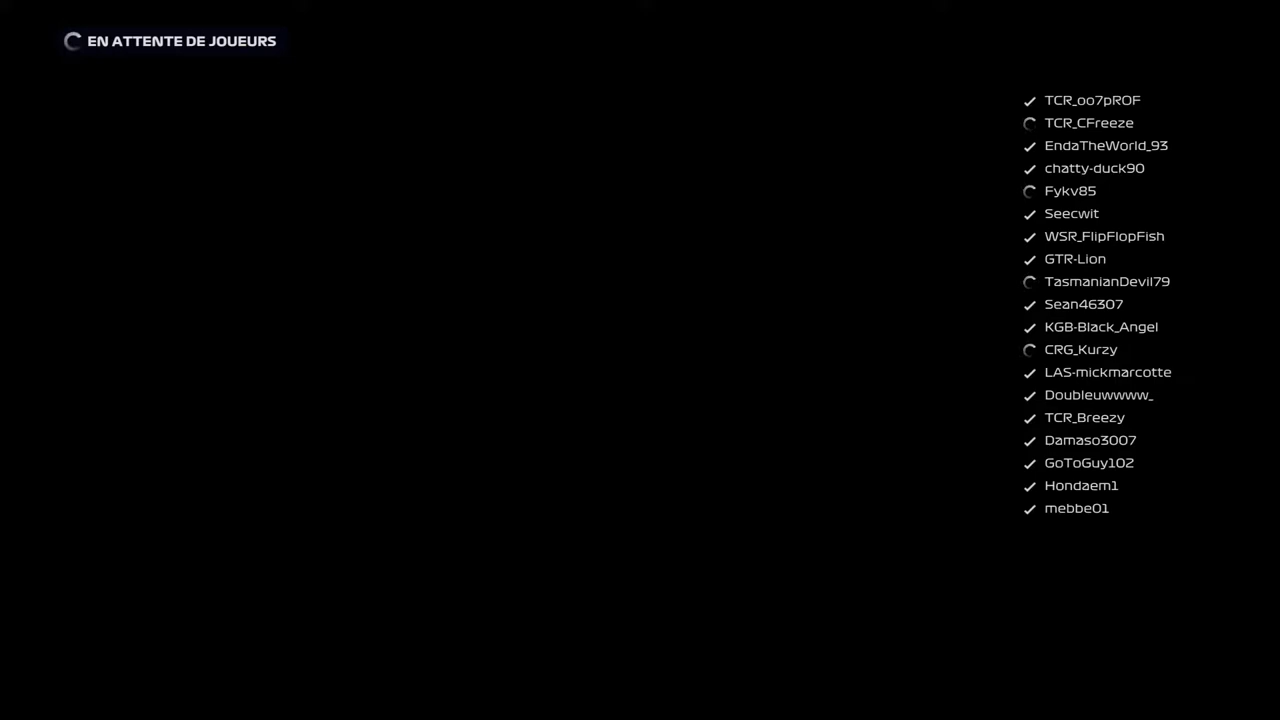 EN ATTENTE DE JOUEURS
TCR_oo7pROF
TCR_CFreeze
EndaTheWorld_93
chatty-duck90
Fykv85
Seecwit
WSR_FlipFlopFish
GTR-Lion
TasmanianDevil79
Sean46307
KGB-Black_Angel
CRG_Kurzy
LAS-mickmarcotte
Doubleuwwww_
TCR_Breezy
Damaso3007
GoToGuy102
Hondaem1
mebbe01